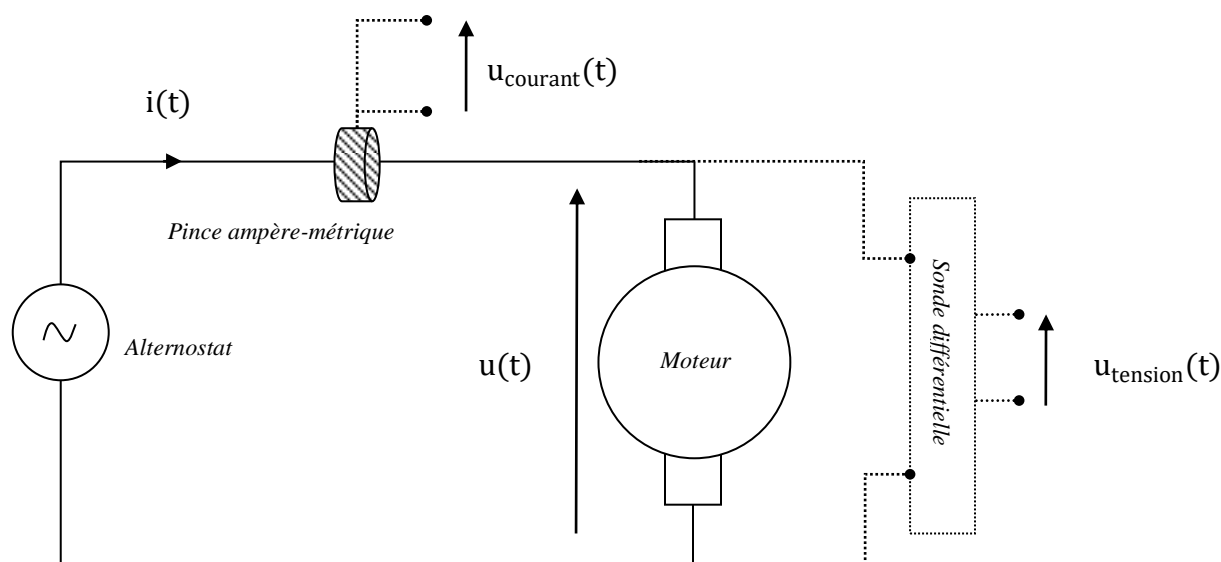 u_courant(t)
i(t)
Pince ampère-métrique
Alternostat
u(t)
Moteur
Sonde différentielle
u_tension(t)